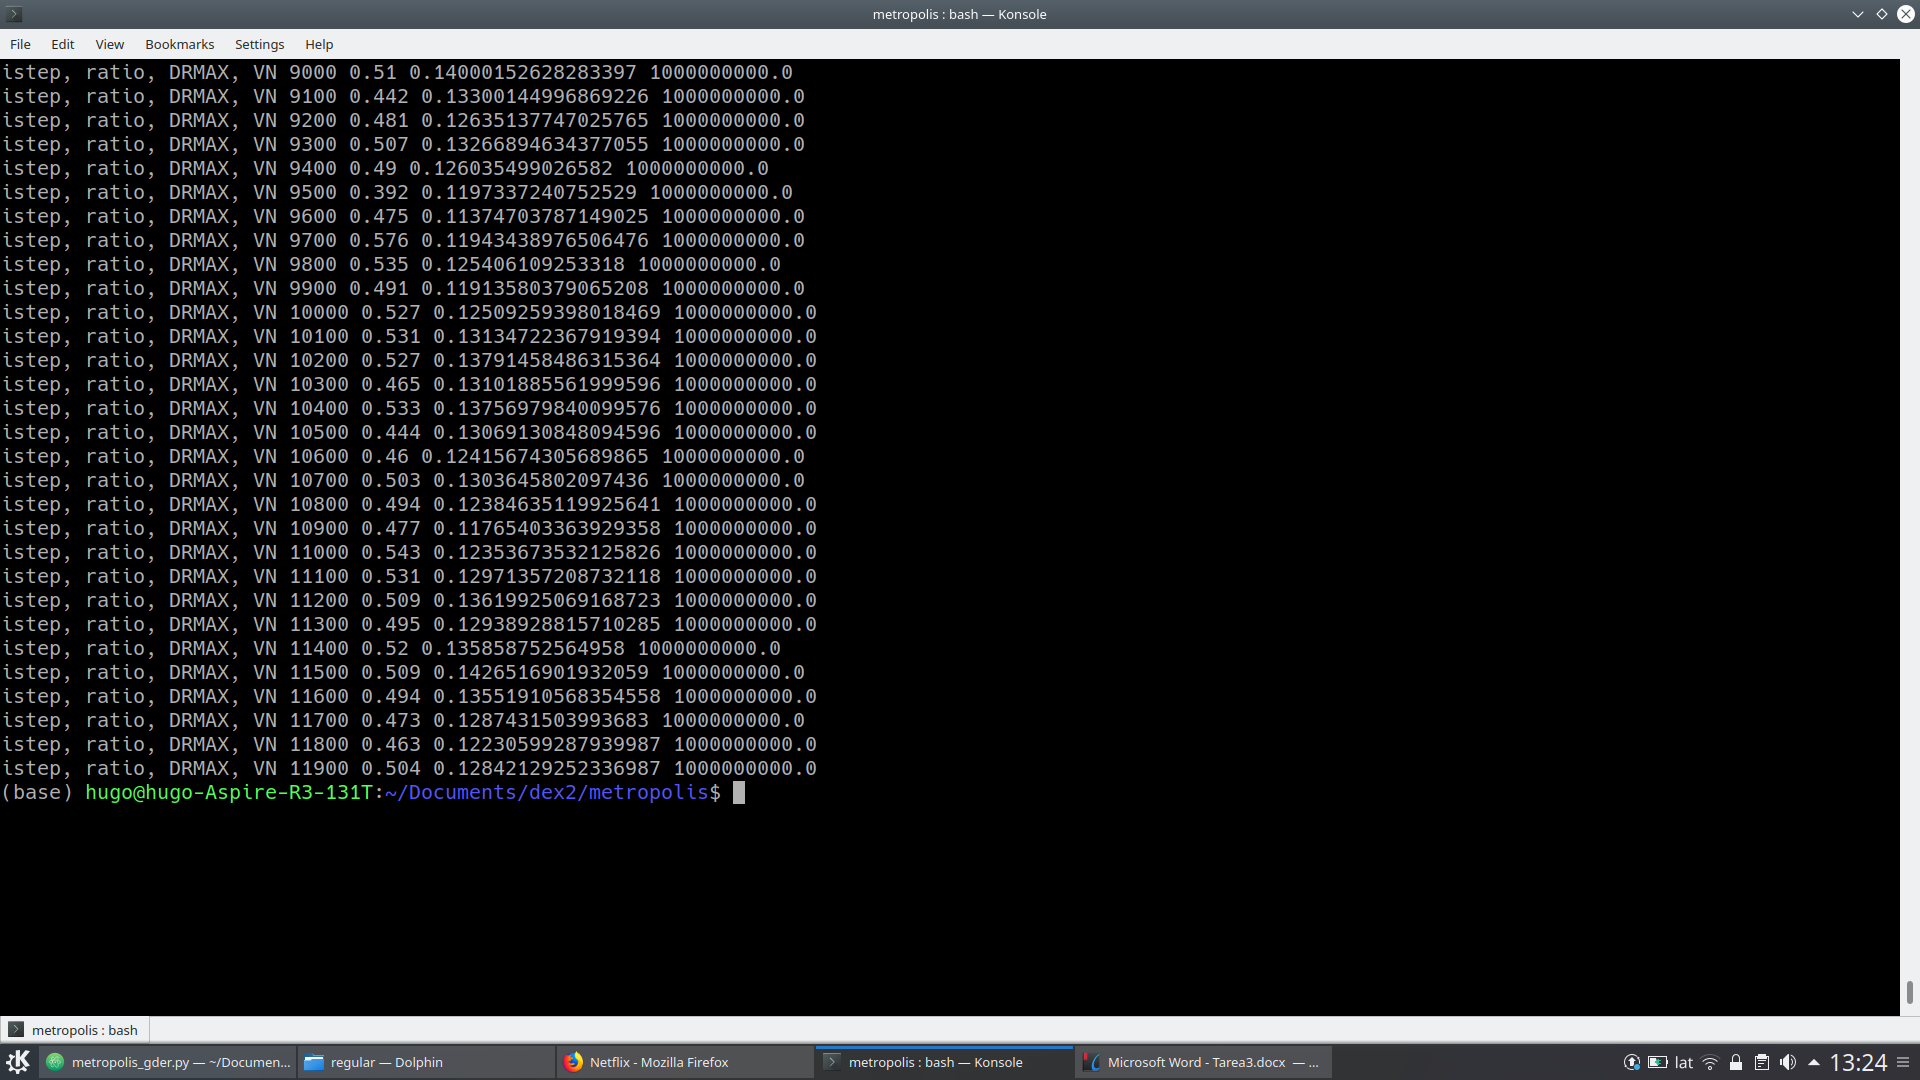 metropolis : bash — Konsole
File Edit View Bookmarks Settings Help
istep, ratio, DRMAX, VN 9000 0.51 0.14000152628283397 1000000000.0
istep, ratio, DRMAX, VN 9100 0.442 0.13300144996869226 1000000000.0
istep, ratio, DRMAX, VN 9200 0.481 0.12635137747025765 1000000000.0
istep, ratio, DRMAX, VN 9300 0.507 0.13266894634377055 1000000000.0
istep, ratio, DRMAX, VN 9400 0.49 0.126035499026582 1000000000.0
istep, ratio, DRMAX, VN 9500 0.392 0.1197337240752529 1000000000.0
istep, ratio, DRMAX, VN 9600 0.475 0.11374703787149025 1000000000.0
istep, ratio, DRMAX, VN 9700 0.576 0.11943438976506476 1000000000.0
istep, ratio, DRMAX, VN 9800 0.535 0.125406109253318 1000000000.0
istep, ratio, DRMAX, VN 9900 0.491 0.11913580379065208 1000000000.0
istep, ratio, DRMAX, VN 10000 0.527 0.12509259398018469 1000000000.0
istep, ratio, DRMAX, VN 10100 0.531 0.13134722367919394 1000000000.0
istep, ratio, DRMAX, VN 10200 0.527 0.13791458486315364 1000000000.0
istep, ratio, DRMAX, VN 10300 0.465 0.13101885561999596 1000000000.0
istep, ratio, DRMAX, VN 10400 0.533 0.13756979840099576 1000000000.0
istep, ratio, DRMAX, VN 10500 0.444 0.13069130848094596 1000000000.0
istep, ratio, DRMAX, VN 10600 0.46 0.12415674305689865 1000000000.0
istep, ratio, DRMAX, VN 10700 0.503 0.1303645802097436 1000000000.0
istep, ratio, DRMAX, VN 10800 0.494 0.12384635119925641 1000000000.0
istep, ratio, DRMAX, VN 10900 0.477 0.11765403363929358 1000000000.0
istep, ratio, DRMAX, VN 11000 0.543 0.12353673532125826 1000000000.0
istep, ratio, DRMAX, VN 11100 0.531 0.12971357208732118 1000000000.0
istep, ratio, DRMAX, VN 11200 0.509 0.13619925069168723 1000000000.0
istep, ratio, DRMAX, VN 11300 0.495 0.12938928815710285 1000000000.0
istep, ratio, DRMAX, VN 11400 0.52 0.135858752564958 1000000000.0
istep, ratio, DRMAX, VN 11500 0.509 0.1426516901932059 1000000000.0
istep, ratio, DRMAX, VN 11600 0.494 0.13551910568354558 1000000000.0
istep, ratio, DRMAX, VN 11700 0.473 0.1287431503993683 1000000000.0
istep, ratio, DRMAX, VN 11800 0.463 0.12230599287939987 1000000000.0
istep, ratio, DRMAX, VN 11900 0.504 0.12842129252336987 1000000000.0
(base) hugo@hugo-Aspire-R3-131T:~/Documents/dex2/metropolis$
metropolis : bash
metropolis_gder.py — ~/Documen... regular — Dolphin Netflix - Mozilla Firefox metropolis : bash — Konsole Microsoft Word - Tarea3.docx — ... lat 13:24